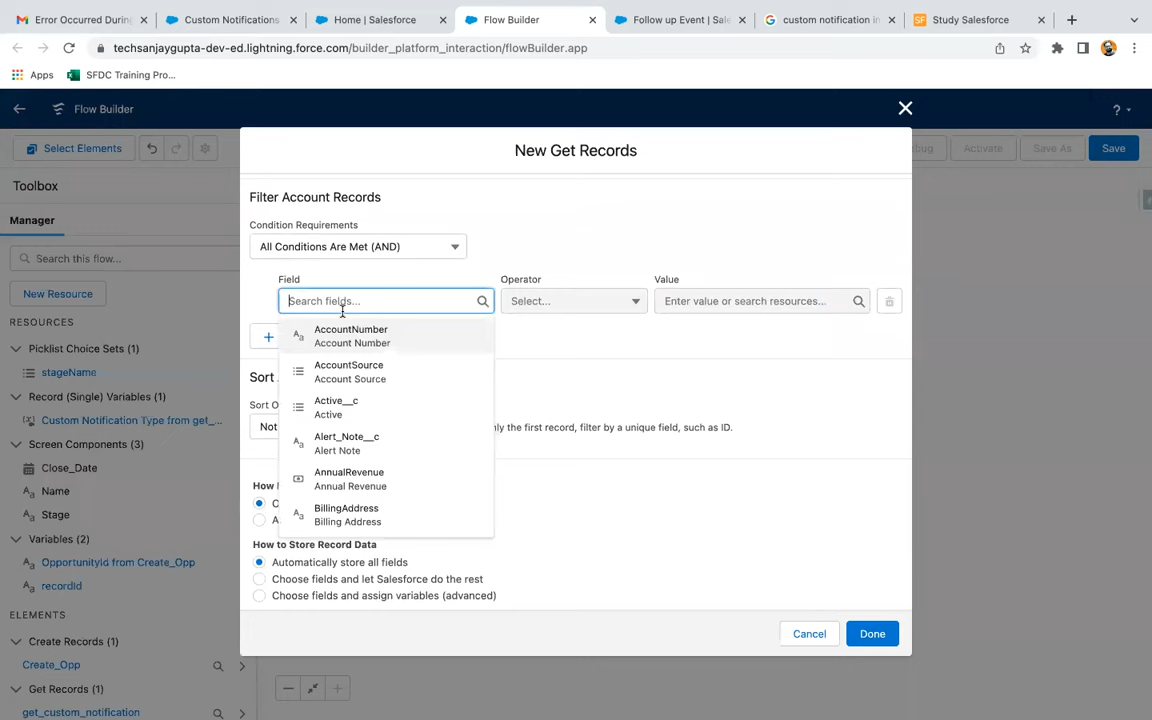 Error Occurred During
Custom Notifications
Home | Salesforce
Flow Builder
Follow up Event | Sale
custom notification in
Study Salesforce
techsanjaygupta-dev-ed.lightning.force.com/builder_platform_interaction/flowBuilder.app
Apps
SFDC Training Pro...
Flow Builder
?
Select Elements
bug
Activate
Save As
Save
Toolbox
Manager
Search this flow...
New Resource
RESOURCES
Picklist Choice Sets (1)
stageName
Record (Single) Variables (1)
Custom Notification Type from get_...
Screen Components (3)
Close_Date
Name
Stage
Variables (2)
OpportunityId from Create_Opp
recordId
ELEMENTS
Create Records (1)
Create_Opp
Get Records (1)
get_custom_notification
New Get Records
Filter Account Records
Condition Requirements
All Conditions Are Met (AND)
Field
Operator
Value
Search fields...
Select...
Enter value or search resources...
AccountNumber
Account Number
AccountSource
Account Source
Active__c
Active
Alert_Note__c
Alert Note
AnnualRevenue
Annual Revenue
BillingAddress
Billing Address
Sort
Sort O
Not
nly the first record, filter by a unique field, such as ID.
How
O
A
How to Store Record Data
Automatically store all fields
Choose fields and let Salesforce do the rest
Choose fields and assign variables (advanced)
Cancel
Done